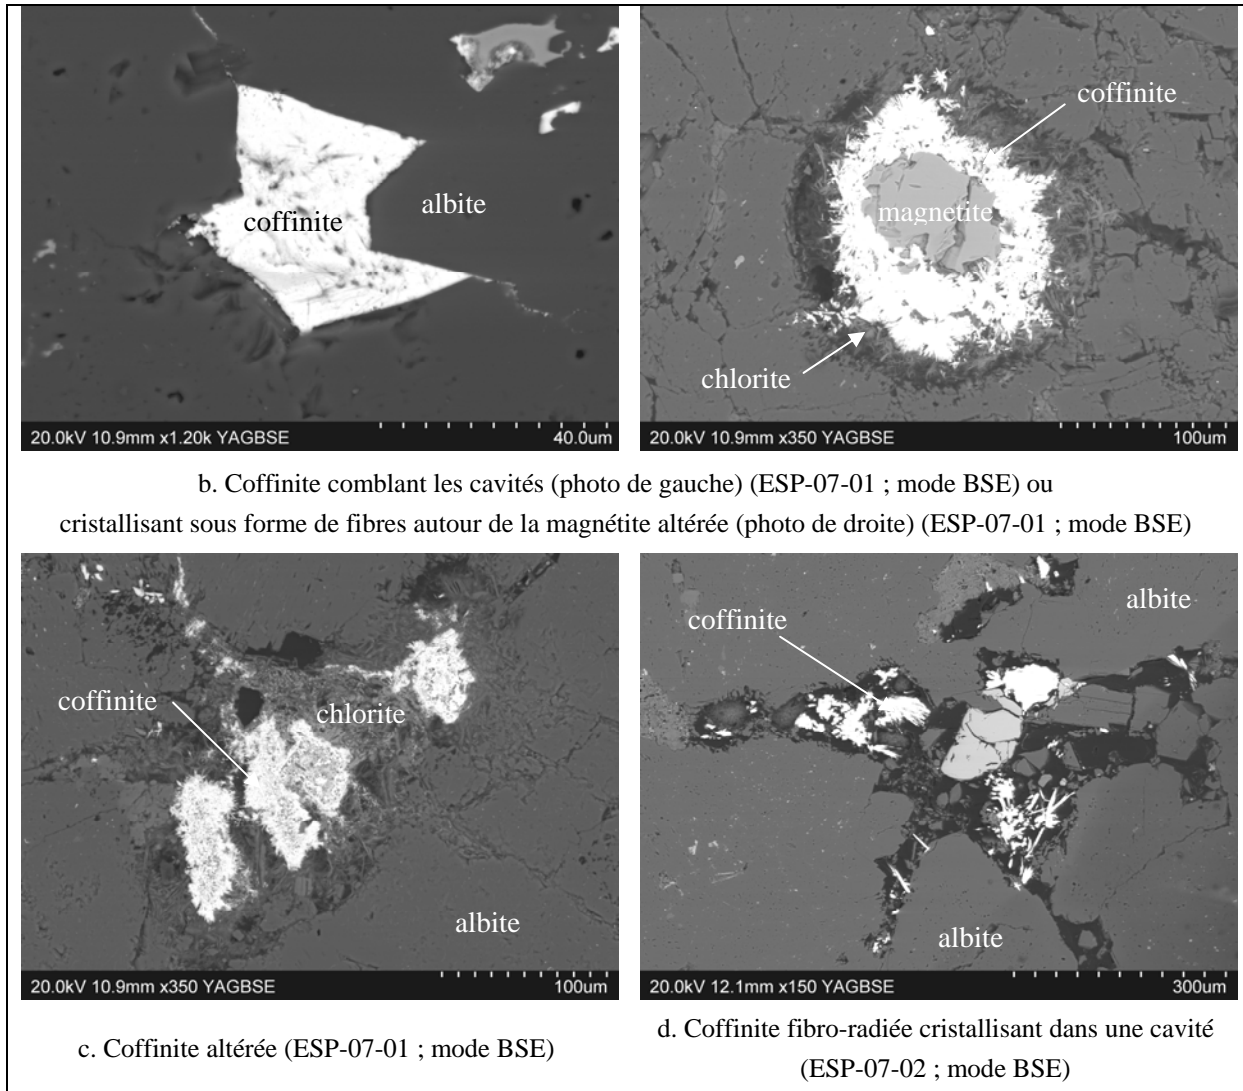 coffinite
albite
20.0kV 10.9mm x1.20k YAGBSE 40.0um
coffinite
magnetite
chlorite
20.0kV 10.9mm x350 YAGBSE 100um
b. Coffinite comblant les cavités (photo de gauche) (ESP-07-01 ; mode BSE) ou
cristallisant sous forme de fibres autour de la magnétite altérée (photo de droite) (ESP-07-01 ; mode BSE)
coffinite
chlorite
albite
20.0kV 10.9mm x350 YAGBSE 100um
albite
coffinite
albite
20.0kV 12.1mm x150 YAGBSE 300um
c. Coffinite altérée (ESP-07-01 ; mode BSE)
d. Coffinite fibro-radiée cristallisant dans une cavité
(ESP-07-02 ; mode BSE)